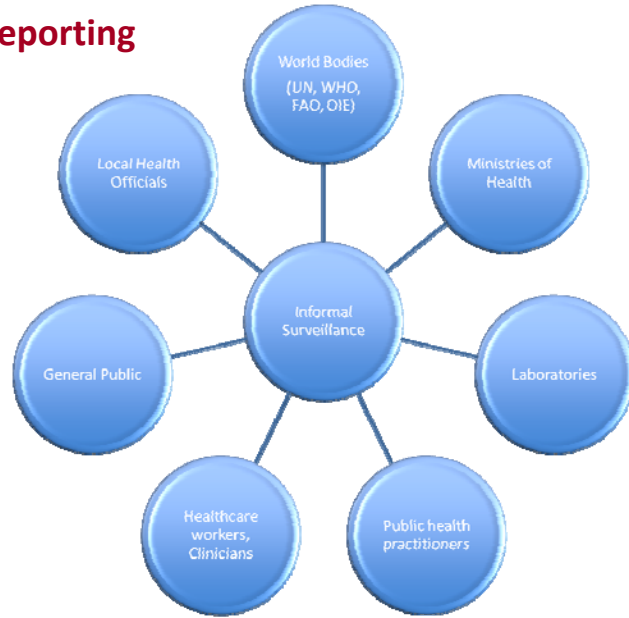 eporting
World Bodies
(UN, WHO,
FAO, OIE)
Local Health
Officials
Ministries of
Health
Informal
Surveillance
General Public
Laboratories
Healthcare
workers,
Clinicians
Public health
practitioners